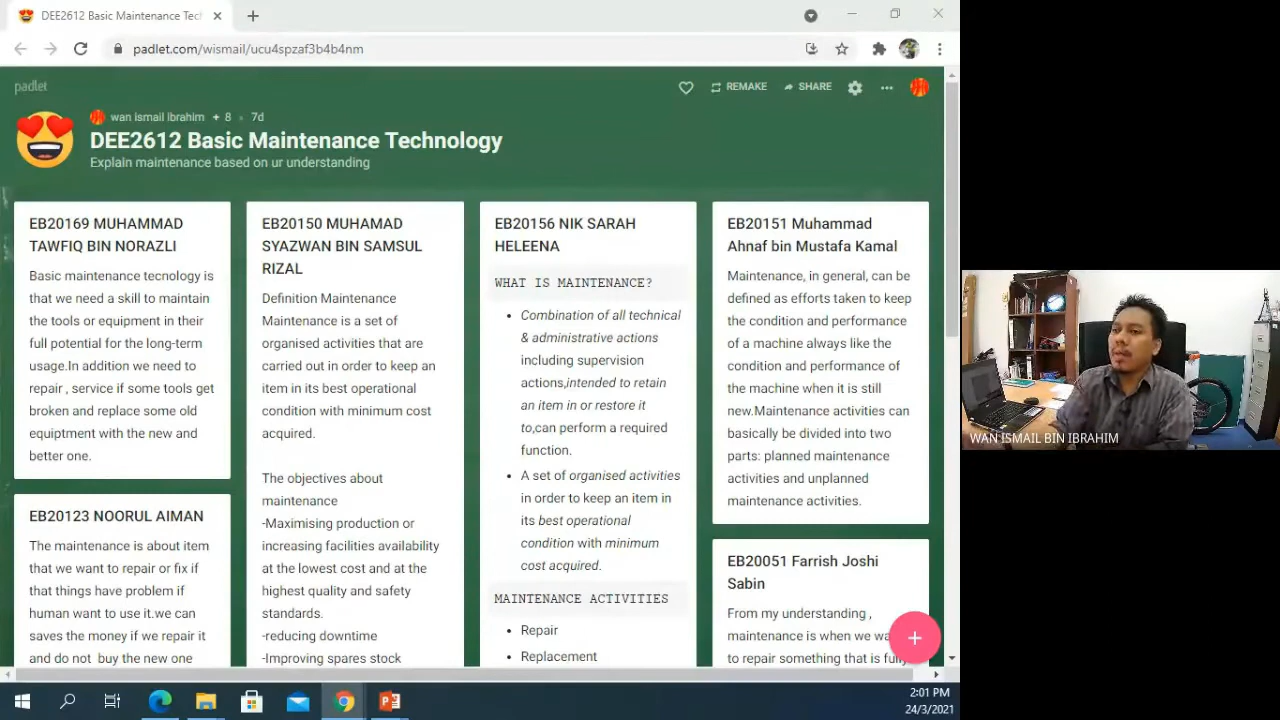 DEE2612 Basic Maintenance Tec
padlet.com/wismail/ucu4spzaf3b4b4nm
padlet
REMAKE
SHARE
wan ismail ibrahim + 8 • 7d
DEE2612 Basic Maintenance Technology
Explain maintenance based on ur understanding
EB20169 MUHAMMAD
TAWFIQ BIN NORAZLI
Basic maintenance tecnology is
that we need a skill to maintain
the tools or equipment in their
full potential for the long-term
usage.In addition we need to
repair , service if some tools get
broken and replace some old
equiptment with the new and
better one.
EB20123 NOORUL AIMAN
The maintenance is about item
that we want to repair or fix if
that things have problem if
human want to use it.we can
saves the money if we repair it
and do not buy the new one
EB20150 MUHAMAD
SYAZWAN BIN SAMSUL
RIZAL
Definition Maintenance
Maintenance is a set of
organised activities that are
carried out in order to keep an
item in its best operational
condition with minimum cost
acquired.
The objectives about
maintenance
-Maximising production or
increasing facilities availability
at the lowest cost and at the
highest quality and safety
standards.
-reducing downtime
-Improving spares stock
EB20156 NIK SARAH
HELEENA
WHAT IS MAINTENANCE?
• Combination of all technical
& administrative actions
including supervision
actions,intended to retain
an item in or restore it
to,can perform a required
function.
• A set of organised activities
in order to keep an item in
its best operational
condition with minimum
cost acquired.
MAINTENANCE ACTIVITIES
• Repair
• Replacement
EB20151 Muhammad
Ahnaf bin Mustafa Kamal
Maintenance, in general, can be
defined as efforts taken to keep
the condition and performance
of a machine always like the
condition and performance of
the machine when it is still
new.Maintenance activities can
basically be divided into two
parts: planned maintenance
activities and unplanned
maintenance activities.
EB20051 Farrish Joshi
Sabin
From my understanding ,
maintenance is when we wa
to repair something that is fully
WAN ISMAIL BIN IBRAHIM
2:01 PM
24/3/2021